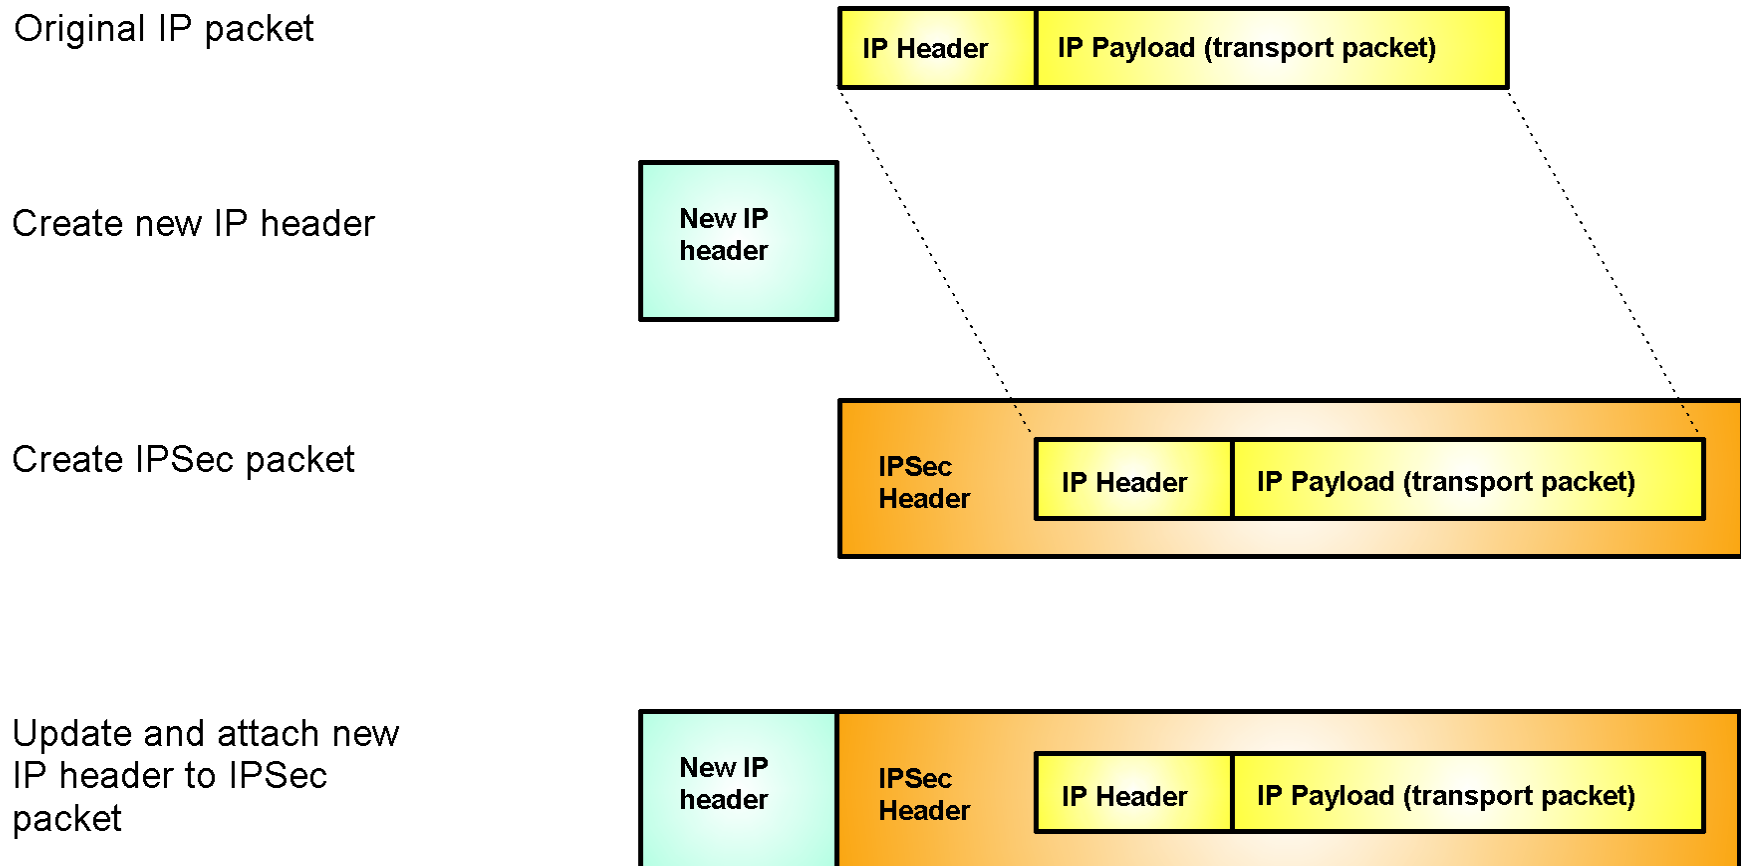 Original IP packet
IP Header
IP Payload (transport packet)
Create new IP header
New IP
header
Create IPSec packet
IPSec
Header
IP Header
IP Payload (transport packet)
Update and attach new
IP header to IPSec
packet
New IP
header
IPSec
Header
IP Header
IP Payload (transport packet)